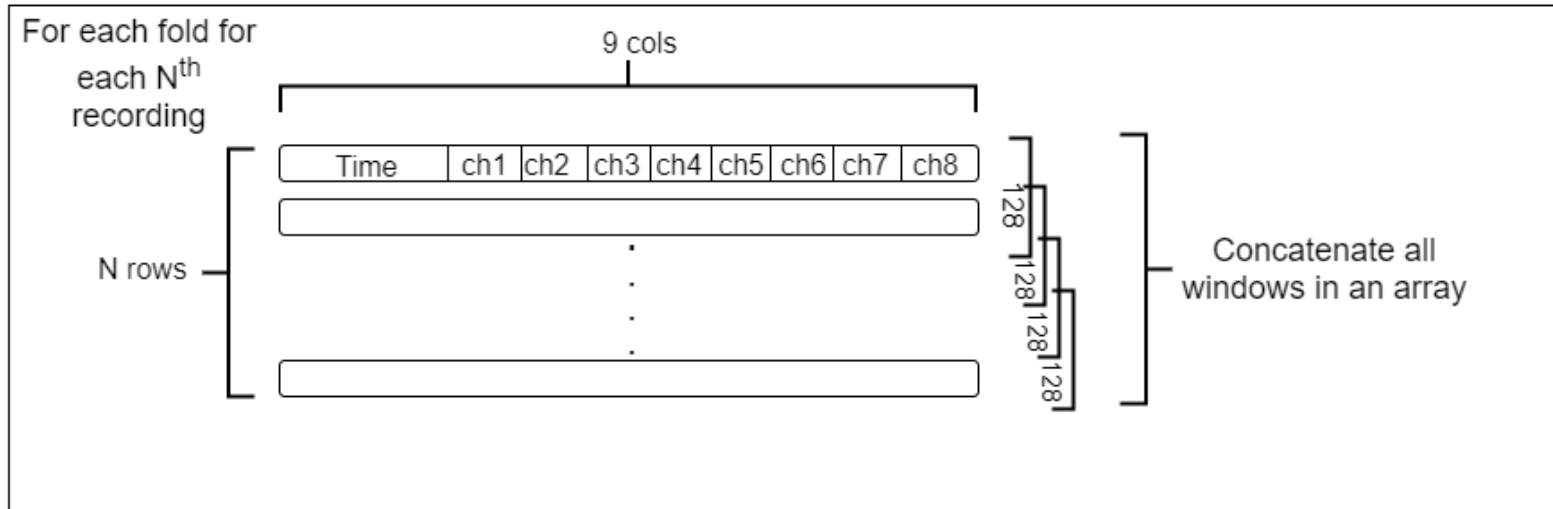 For each fold for
each Nth
recording
9 cols
Time ch1 ch2 ch3 ch4 ch5 ch6 ch7 ch8
N rows
128
128
128
128
Concatenate all
windows in an array